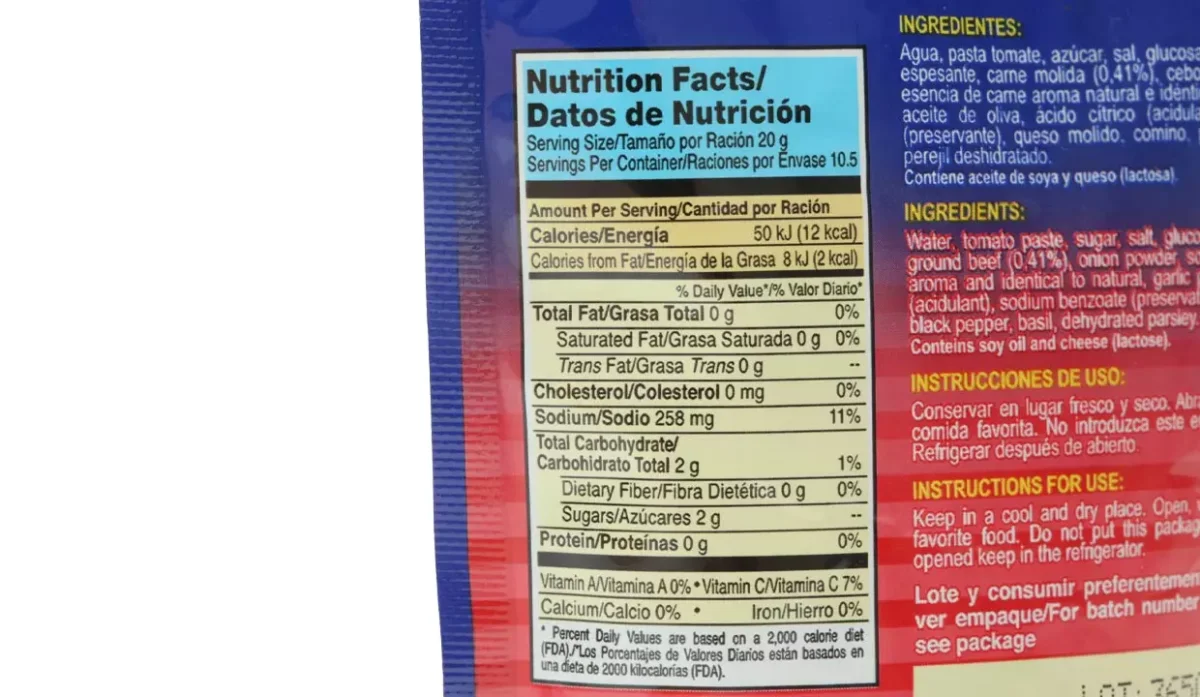 Nutrition Facts/
Datos de Nutrición
Serving Size/Tamaño por Ración 20 g
Servings Per Container/Raciones por Envase 10.5
Amount Per Serving/Cantidad por Ración
Calories/Energía 50 kJ (12 kcal)
Calories from Fat/Energía de la Grasa 8 kJ (2 kcal)
% Daily Value*/% Valor Diario*
Total Fat/Grasa Total 0 g 0%
Saturated Fat/Grasa Saturada 0 g 0%
Trans Fat/Grasa Trans 0 g --
Cholesterol/Colesterol 0 mg 0%
Sodium/Sodio 258 mg 11%
Total Carbohydrate/
Carbohidrato Total 2 g 1%
Dietary Fiber/Fibra Dietética 0 g 0%
Sugars/Azúcares 2 g --
Protein/Proteínas 0 g 0%
Vitamin A/Vitamina A 0% • Vitamin C/Vitamina C 7%
Calcium/Calcio 0% • Iron/Hierro 0%
* Percent Daily Values are based on a 2,000 calorie diet
(FDA)./*Los Porcentajes de Valores Diarios están basados en
una dieta de 2000 kilocalorías (FDA).
INGREDIENTES:
Agua, pasta tomate, azúcar, sal, glucosa
espesante, carne molida (0,41%), ceb
esencia de carne aroma natural e idént
aceite de oliva, ácido cítrico (acidula
(preservante), queso molido, comino,
perejil deshidratado.
Contiene aceite de soya y queso (lactosa).
INGREDIENTS:
Water, tomato paste, sugar, salt, gluc
ground beef (0,41%), onion powder,
aroma and identical to natural, garlic
(acidulant), sodium benzoate (preserva
black pepper, basil, dehydrated parsley
Contains soy oil and cheese (lactose).
INSTRUCCIONES DE USO:
Conservar en lugar fresco y seco. Abr
comida favorita. No introduzca este e
Refrigerar después de abierto.
INSTRUCTIONS FOR USE:
Keep in a cool and dry place. Open,
favorite food. Do not put this packa
opened keep in the refrigerator.
Lote y consumir preferentemen
ver empaque/For batch number
see package